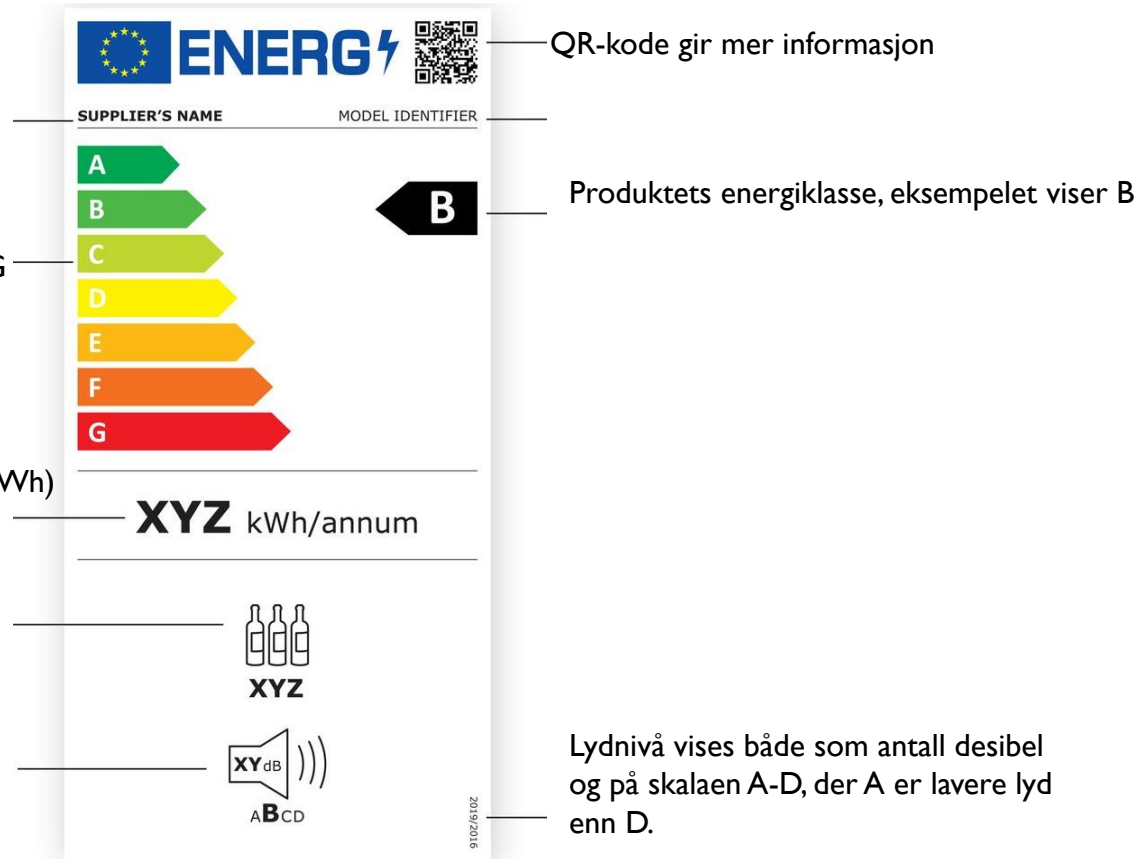 ENERG
QR-kode gir mer informasjon
SUPPLIER'S NAME MODEL IDENTIFIER
A
B
B
Produktets energiklasse, eksempelet viser B
C
G
D
E
F
G
Wh)
XYZ kWh/annum
XYZ
XY dB
ABCD
2019/2016
Lydnivå vises både som antall desibel
og på skalaen A-D, der A er lavere lyd
enn D.